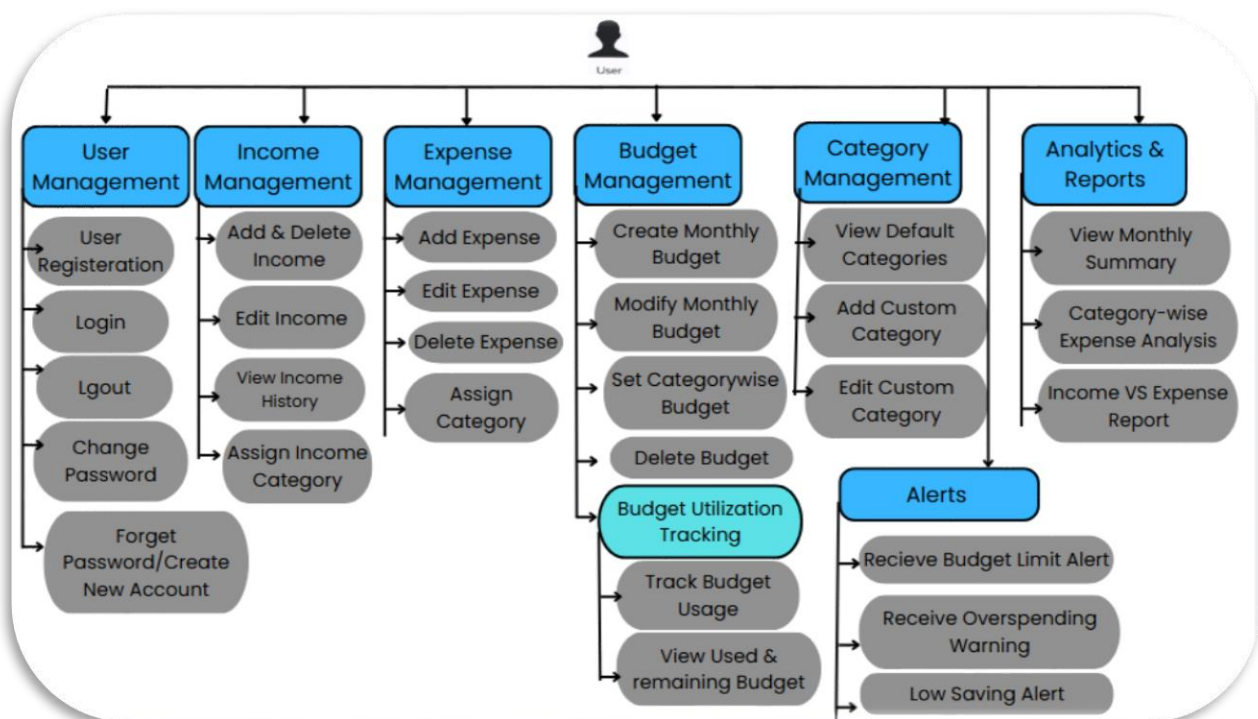 User
User
Management
User
Registeration
Login
Lgout
Change
Password
Forget
Password/Create
New Account
Income
Management
Add & Delete
Income
Edit Income
View Income
History
Assign Income
Category
Expense
Management
Add Expense
Edit Expense
Delete Expense
Assign
Category
Budget
Management
Create Monthly
Budget
Modify Monthly
Budget
Set Categorywise
Budget
Delete Budget
Budget Utilization
Tracking
Track Budget
Usage
View Used &
remaining Budget
Category
Management
View Default
Categories
Add Custom
Category
Edit Custom
Category
Alerts
Recieve Budget Limit Alert
Receive Overspending
Warning
Low Saving Alert
Analytics &
Reports
View Monthly
Summary
Category-wise
Expense Analysis
Income VS Expense
Report